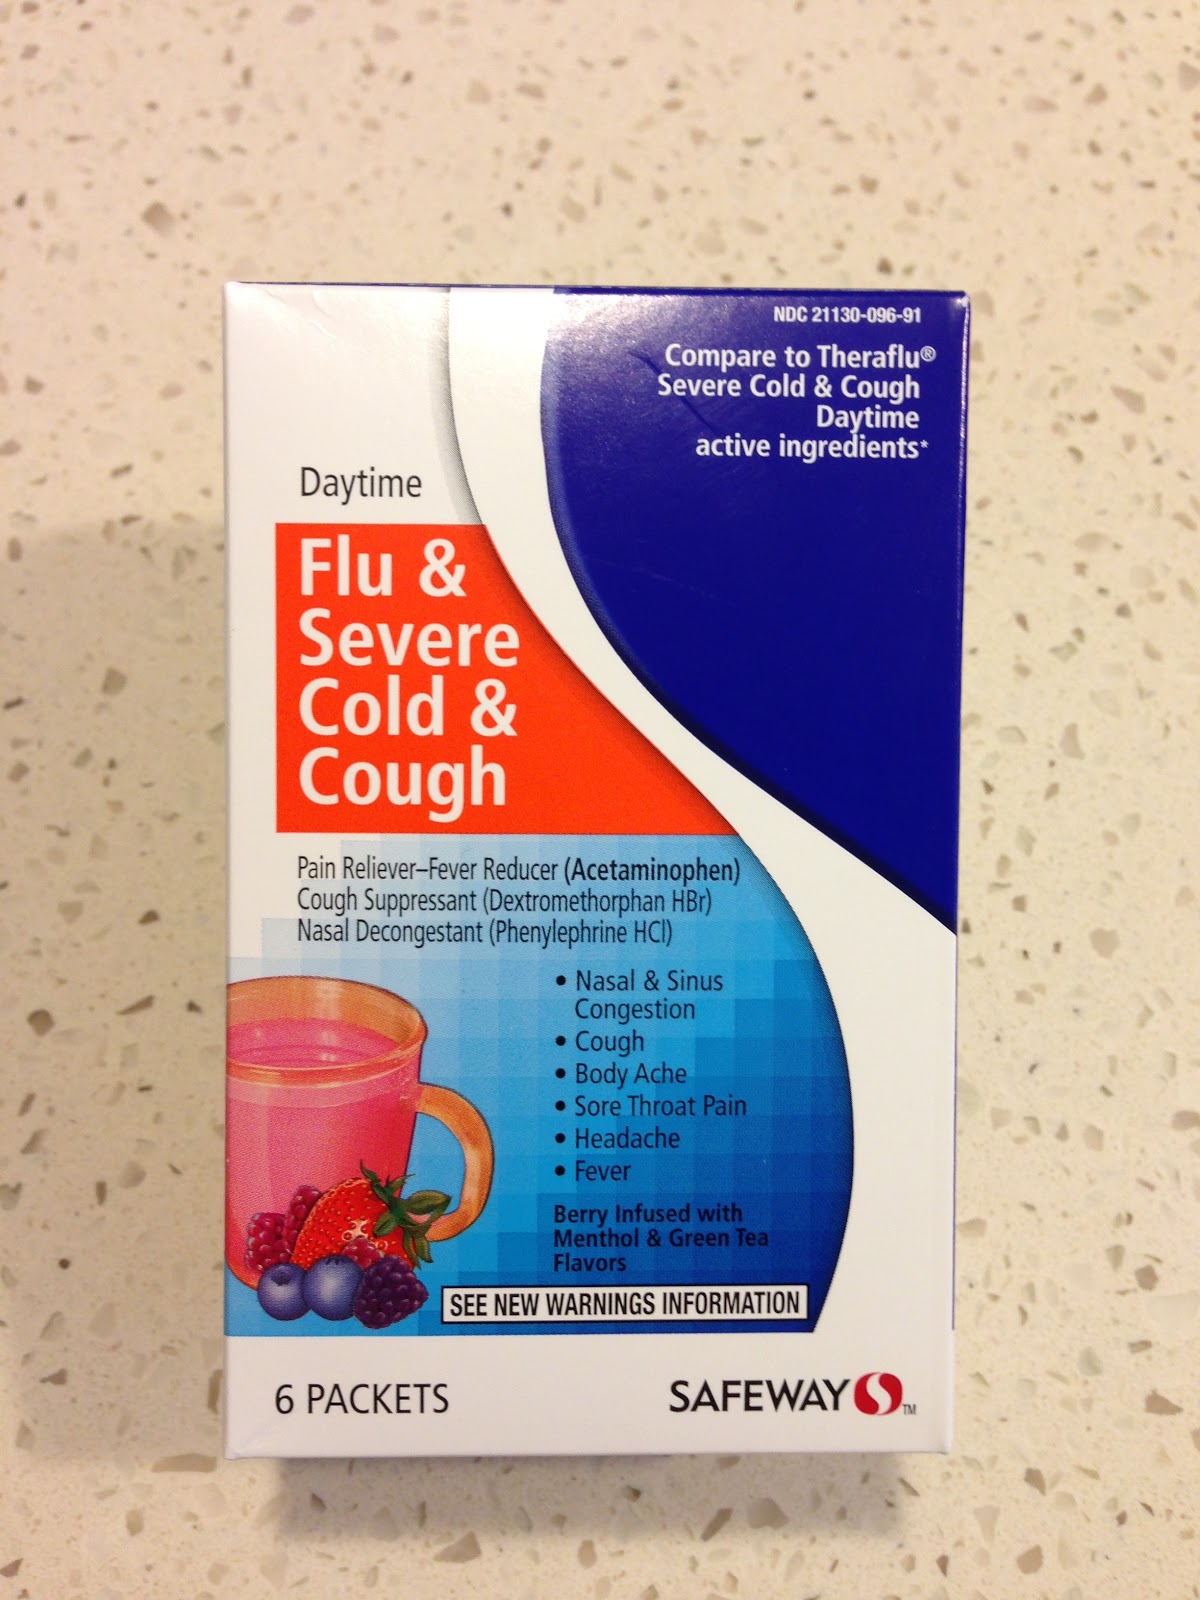 NDC 21130-096-91
Compare to Theraflu®
Severe Cold & Cough
Daytime
active ingredients*
Daytime
Flu &
Severe
Cold &
Cough
Pain Reliever–Fever Reducer (Acetaminophen)
Cough Suppressant (Dextromethorphan HBr)
Nasal Decongestant (Phenylephrine HCl)
• Nasal & Sinus
Congestion
• Cough
• Body Ache
• Sore Throat Pain
• Headache
• Fever
Berry Infused with
Menthol & Green Tea
Flavors
SEE NEW WARNINGS INFORMATION
6 PACKETS
SAFEWAY TM